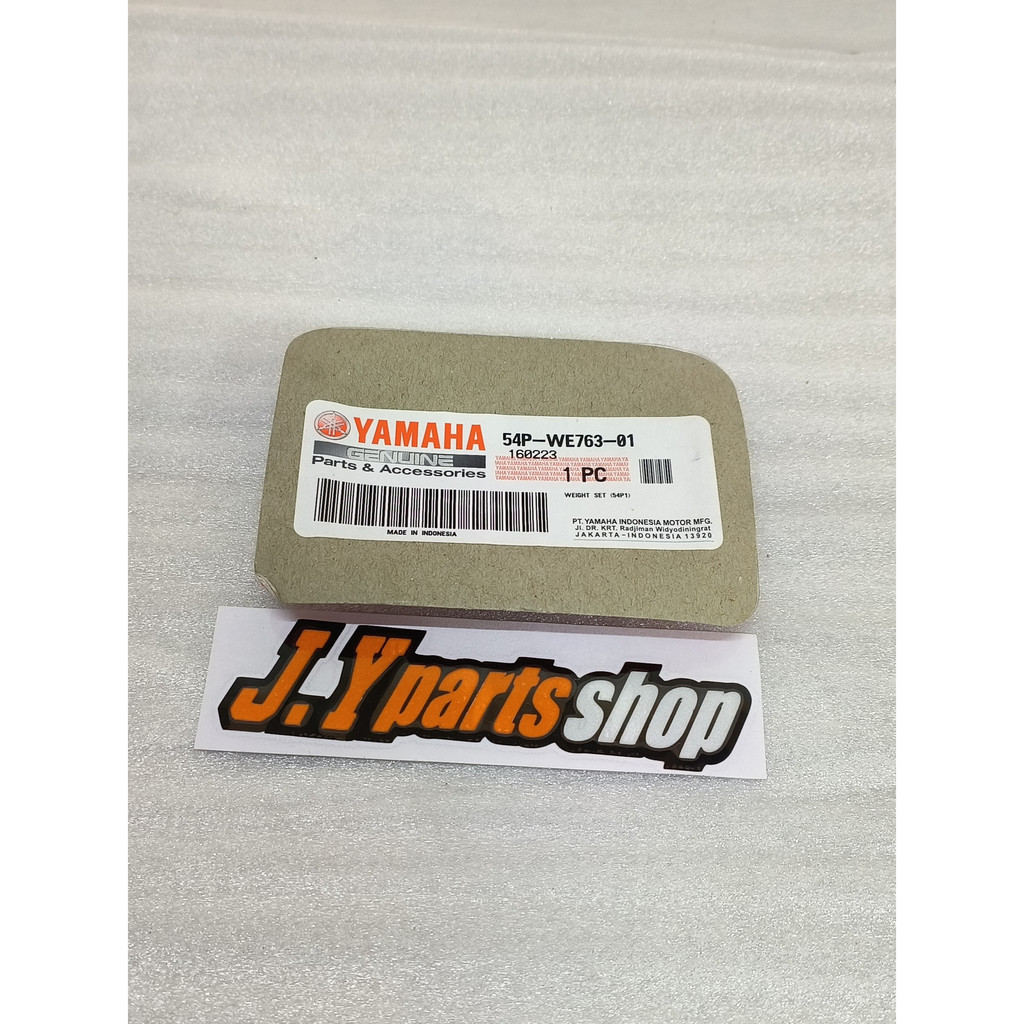 YAMAHA
54P-WE763-01
GENUINE
160223
Parts & Accessories
1 PC
WEIGHT SET (54P1)
MADE IN INDONESIA
PT. YAMAHA INDONESIA MOTOR MFG.
Jl. DR. KRT. Radjiman Widyodiningrat
JAKARTA-INDONESIA 13920
J.Y parts shop